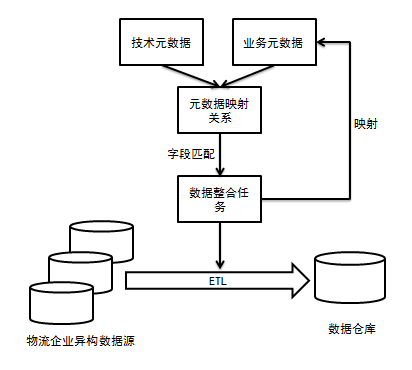 技术元数据
业务元数据
元数据映射
关系
映射
字段匹配
数据整合任
务
ETL
数据仓库
物流企业异构数据源